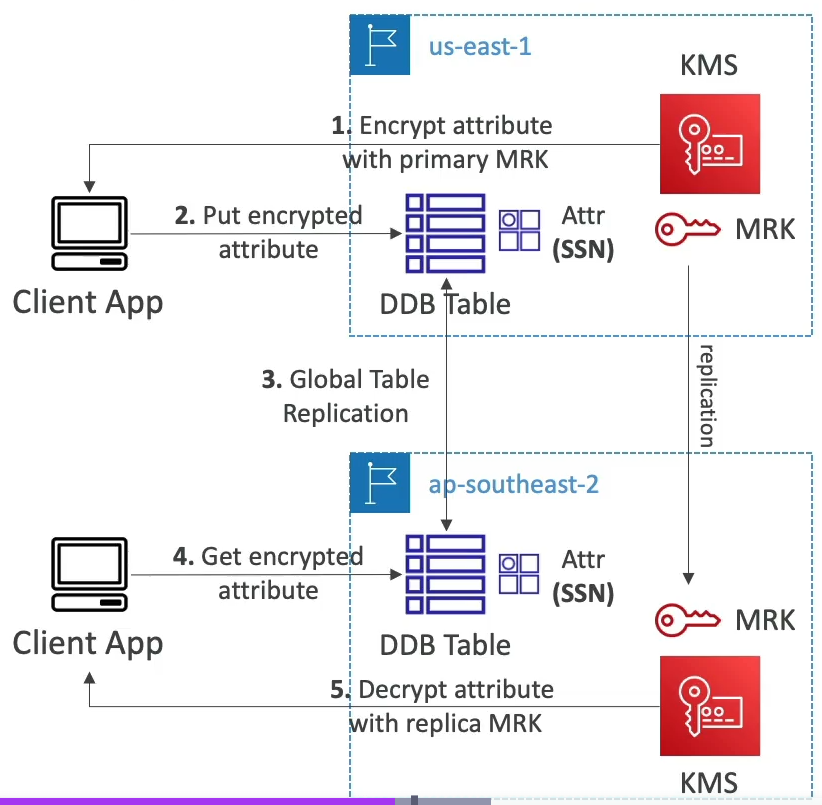 us-east-1
KMS
1. Encrypt attribute
with primary MRK
2. Put encrypted
attribute
Attr
(SSN)
MRK
Client App
DDB Table
3. Global Table
Replication
replication
ap-southeast-2
4. Get encrypted
attribute
Attr
(SSN)
MRK
Client App
DDB Table
5. Decrypt attribute
with replica MRK
KMS